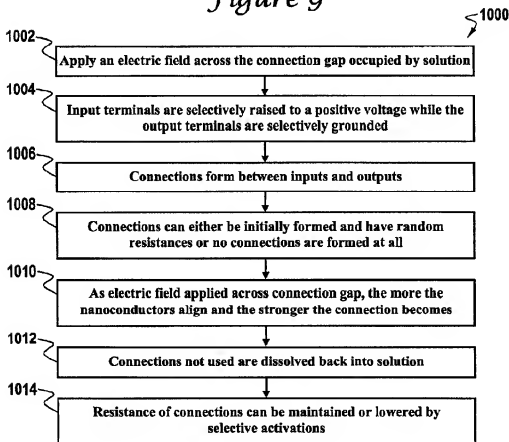 Figure 9
1000
1002
Apply an electric field across the connection gap occupied by solution
1004
Input terminals are selectively raised to a positive voltage while the
output terminals are selectively grounded
1006
Connections form between inputs and outputs
1008
Connections can either be initially formed and have random
resistances or no connections are formed at all
1010
As electric field applied across connection gap, the more the
nanoconductors align and the stronger the connection becomes
1012
Connections not used are dissolved back into solution
1014
Resistance of connections can be maintained or lowered by
selective activations